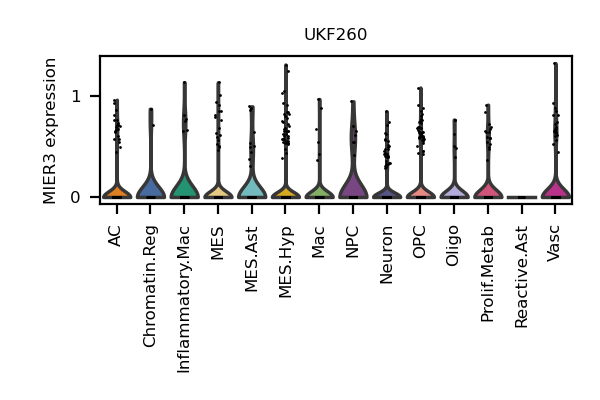 UKF260
MIER3 expression
1
0
AC
Chromatin.Reg
Inflammatory.Mac
MES
MES.Ast
MES.Hyp
Mac
NPC
Neuron
OPC
Oligo
Prolif.Metab
Reactive.Ast
Vasc